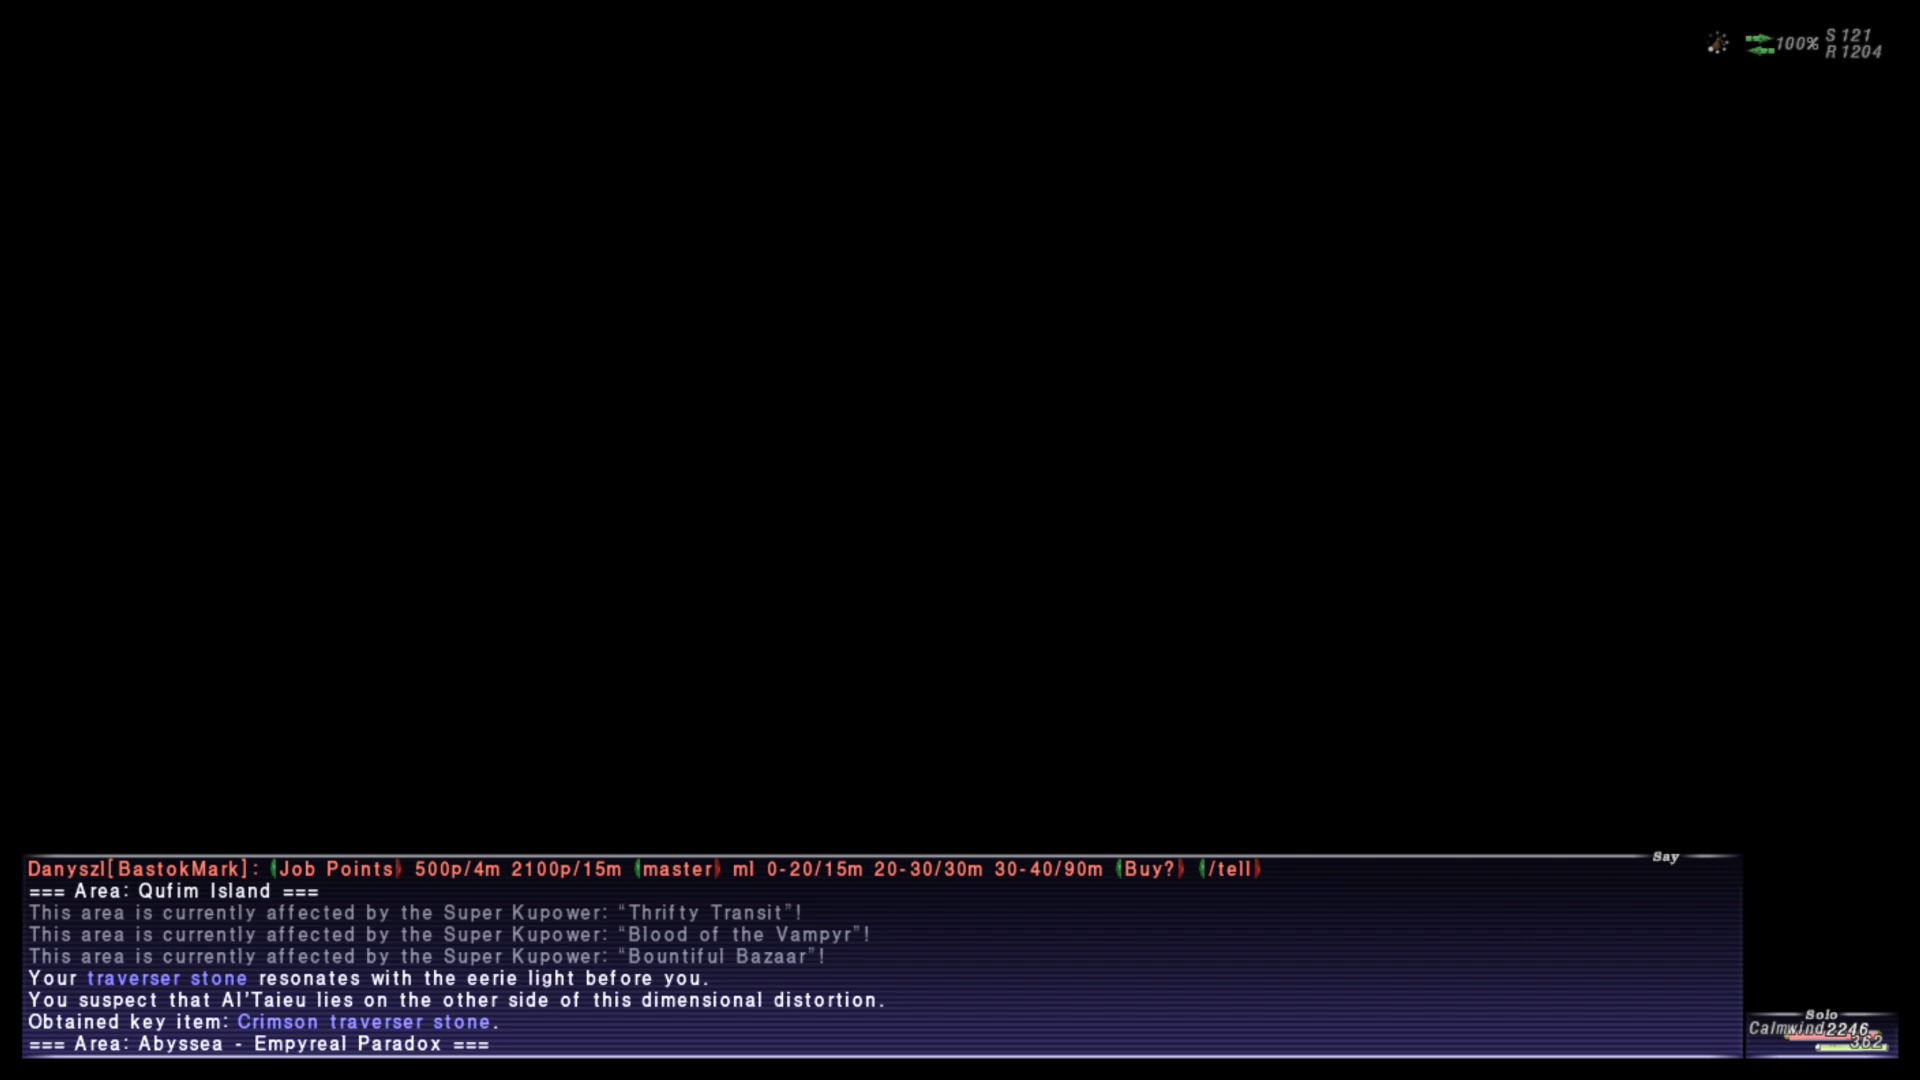 100% S 121
R 1204
Say
Danyszl[BastokMark]: Job Points 500p/4m 2100p/15m master ml 0-20/15m 20-30/30m 30-40/90m Buy? /tell
=== Area: Qufim Island ===
This area is currently affected by the Super Kupower: “Thrifty Transit”!
This area is currently affected by the Super Kupower: “Blood of the Vampyr”!
This area is currently affected by the Super Kupower: “Bountiful Bazaar”!
Your traverser stone resonates with the eerie light before you.
You suspect that Al'Taieu lies on the other side of this dimensional distortion.
Obtained key item: Crimson traverser stone.
=== Area: Abyssea - Empyreal Paradox ===
Solo
Calmwind 2246
362